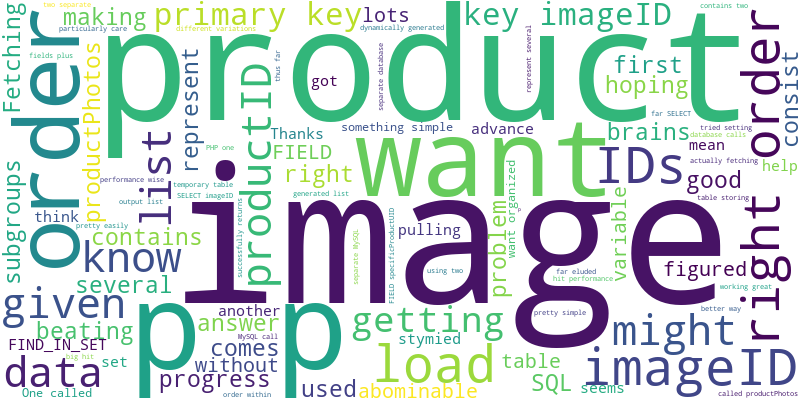 product
image
want
p
p
order
right order
imageID
IDs
load
data
given
know
getting
might
productID
list
primary key
key imageID
lots
making
Fetching
productPhotos
represent
subgroups
contains
several
beating
think
FIND_IN_SET
One called
set
big hit
progress
used
without
comes
answer
another
MySQL call
order within
abominable
stymied
table
SQL
seems
help
figured
good
mean
brains
hoping
first
consist
variable
problem
pulling
right
FIELD
Thanks
something simple
advance
got
particularly care
two separate
fields plus
different variations
thus far
dynamically generated
separate database
represent several
contains two
tried setting
database calls
far SELECT
actually fetching
table storing
PHP one
performance wise
temporary table
output list
SELECT imageID
pretty easily
successfully returns
generated list
separate MySQL
FIELD specificProductUID
using two
want organized
far eluded
hit perfornance
pretty simple
working great
better way
called productPhotos